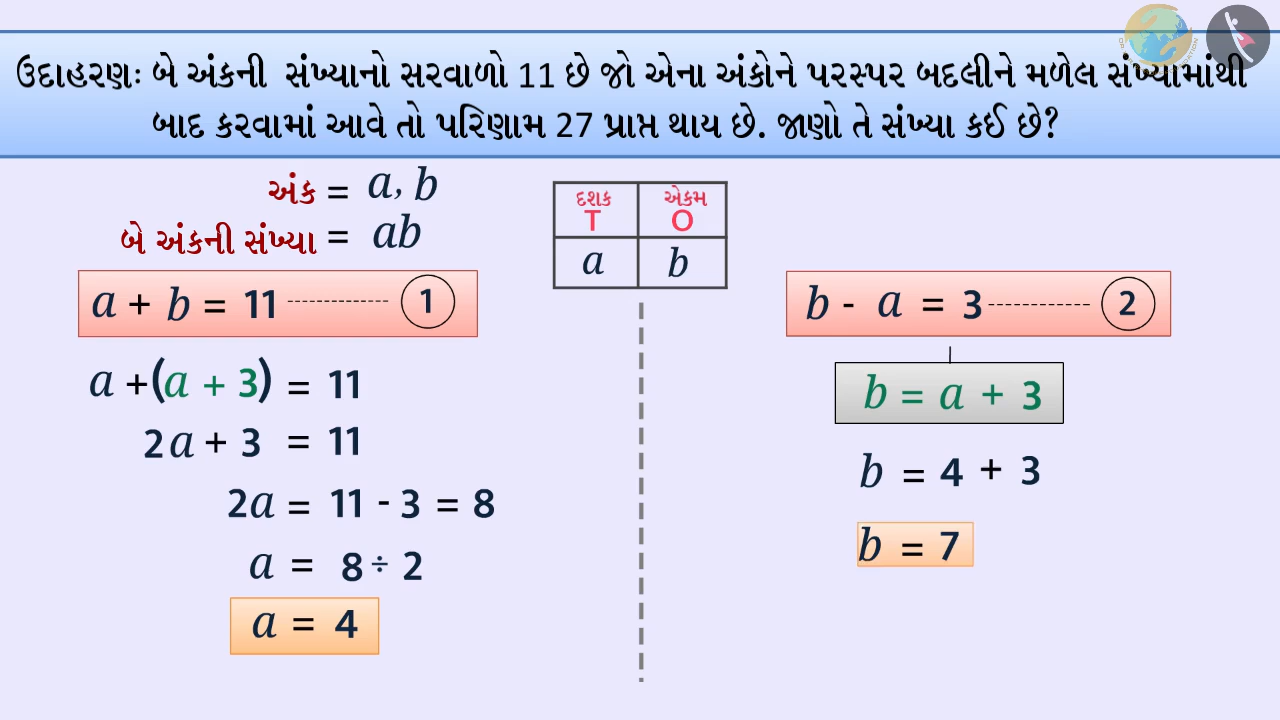 ઉદાહરણઃ બે અંકની સંખ્યાનો સરવાળો 11 છે જો એના અંકોને પરસ્પર બદલીને મળેલ સંખ્યામાંથી
બાદ કરવામાં આવે તો પરિણામ 27 પ્રાપ્ત થાય છે. જાણો તે સંખ્યા કઈ છે?
અંક = a, b
બે અંકની સંખ્યા = ab
દશક એકમ
T O
a b
a + b = 11 -------------- 1
a +(a + 3) = 11
2a + 3 = 11
2a = 11 - 3 = 8
a = 8 ÷ 2
a = 4
b - a = 3 ------------- 2
b = a + 3
b = 4 + 3
b = 7